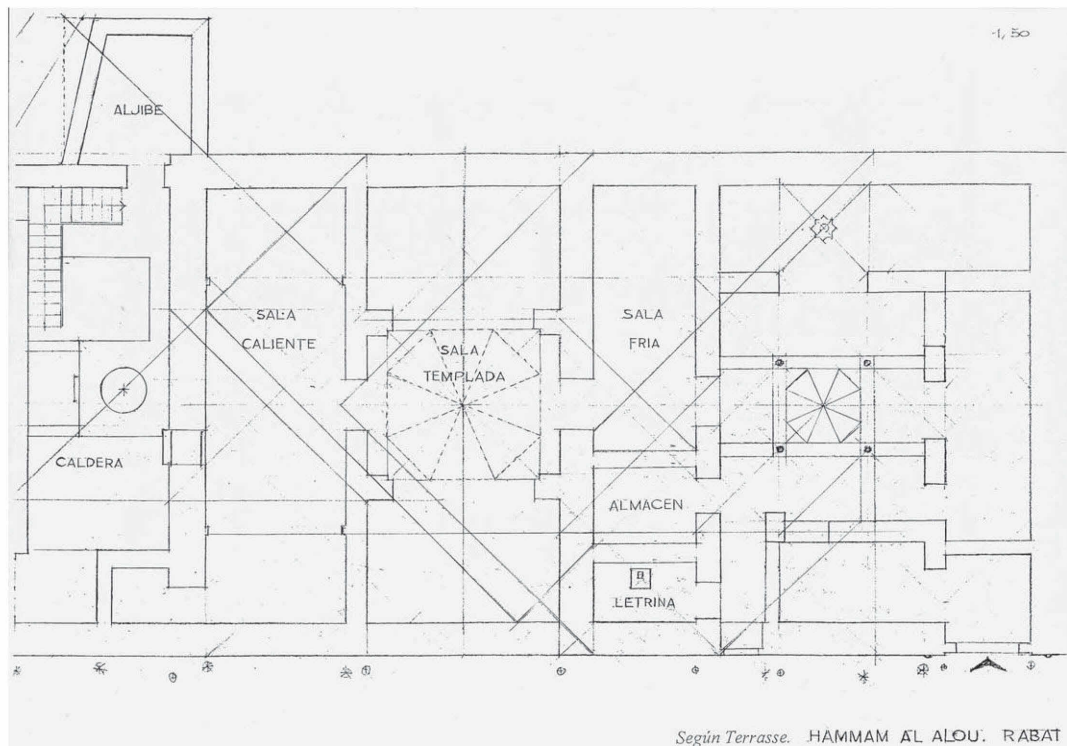 -1,50
ALJIBE
SALA
CALIENTE
SALA
TEMPLADA
SALA
FRIA
CALDERA
ALMACEN
LETRINA
Según Terrasse. HAMMAM AL ALOU. RABAT